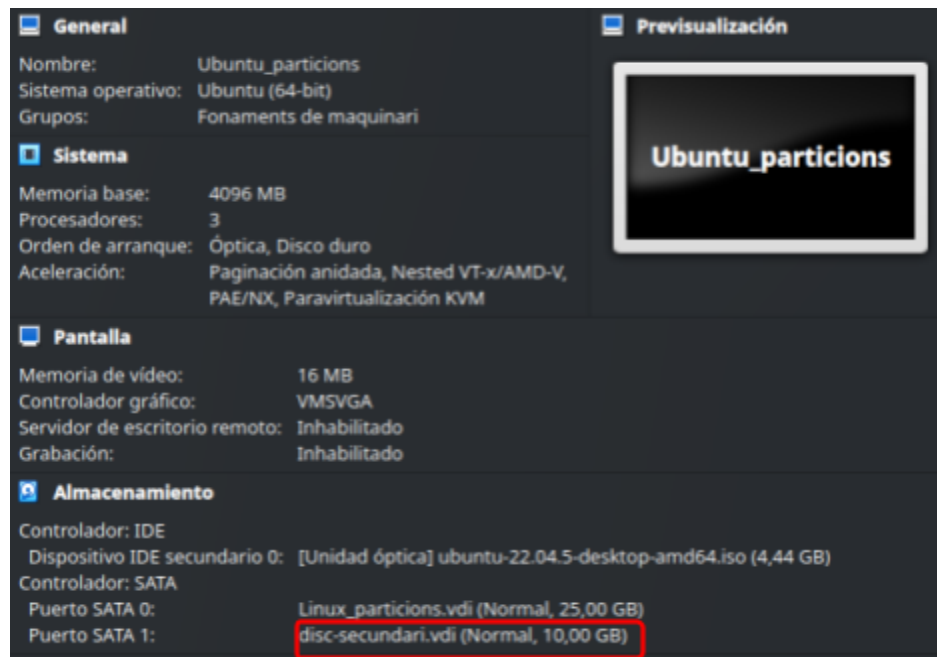 General
Nombre: Ubuntu_particions
Sistema operativo: Ubuntu (64-bit)
Grupos: Fonaments de maquinari
Sistema
Memoria base: 4096 MB
Procesadores: 3
Orden de arranque: Óptica, Disco duro
Aceleración: Paginación anidada, Nested VT-x/AMD-V,
PAE/NX, Paravirtualización KVM
Previsualización
Ubuntu_particions
Pantalla
Memoria de vídeo: 16 MB
Controlador gráfico: VMSVGA
Servidor de escritorio remoto: Inhabilitado
Grabación: Inhabilitado
Almacenamiento
Controlador: IDE
Dispositivo IDE secundario 0: [Unidad óptica] ubuntu-22.04.5-desktop-amd64.iso (4,44 GB)
Controlador: SATA
Puerto SATA 0: Linux_particions.vdi (Normal, 25,00 GB)
Puerto SATA 1: disc-secundari.vdi (Normal, 10,00 GB)